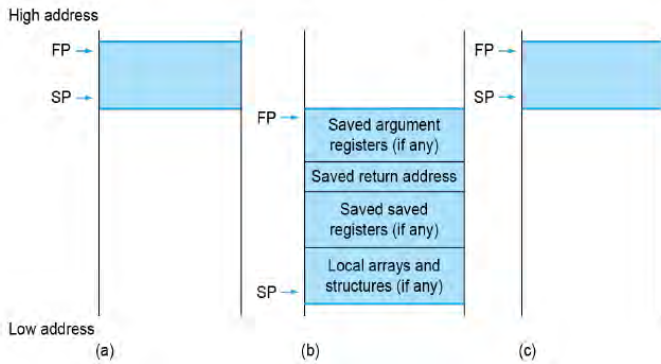 High address
FP
SP
FP
Saved argument
registers (if any)
Saved return address
Saved saved
registers (if any)
Local arrays and
structures (if any)
SP
FP
SP
Low address
(a)
(b)
(c)